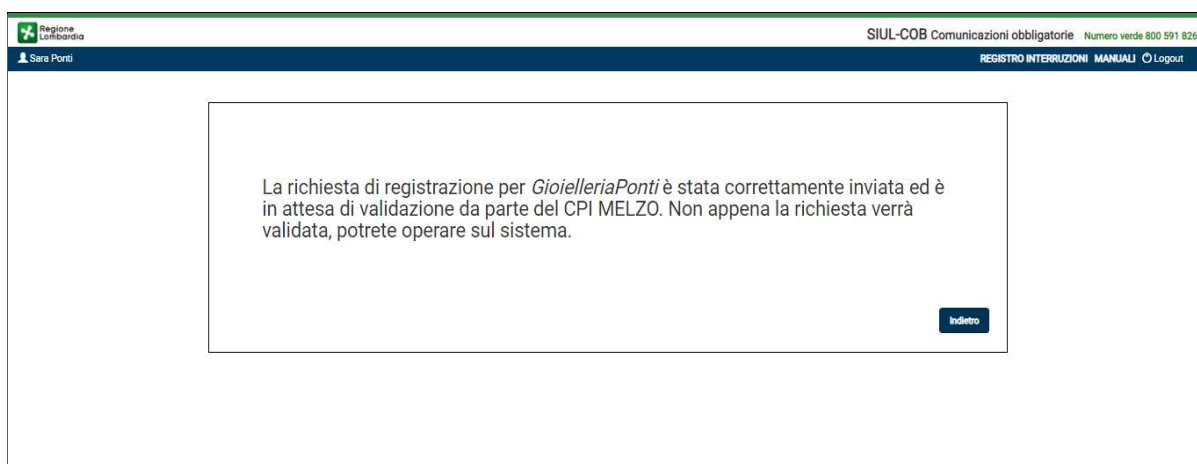 Regione
Lombardia
SIUL-COB Comunicazioni obbligatorie Numero verde 800 591 826
Sara Ponti
REGISTRO INTERRUZIONI MANUALI Logout
La richiesta di registrazione per GioielleriaPonti è stata correttamente inviata ed è
in attesa di validazione da parte del CPI MELZO. Non appena la richiesta verrà
validata, potrete operare sul sistema.
Indietro